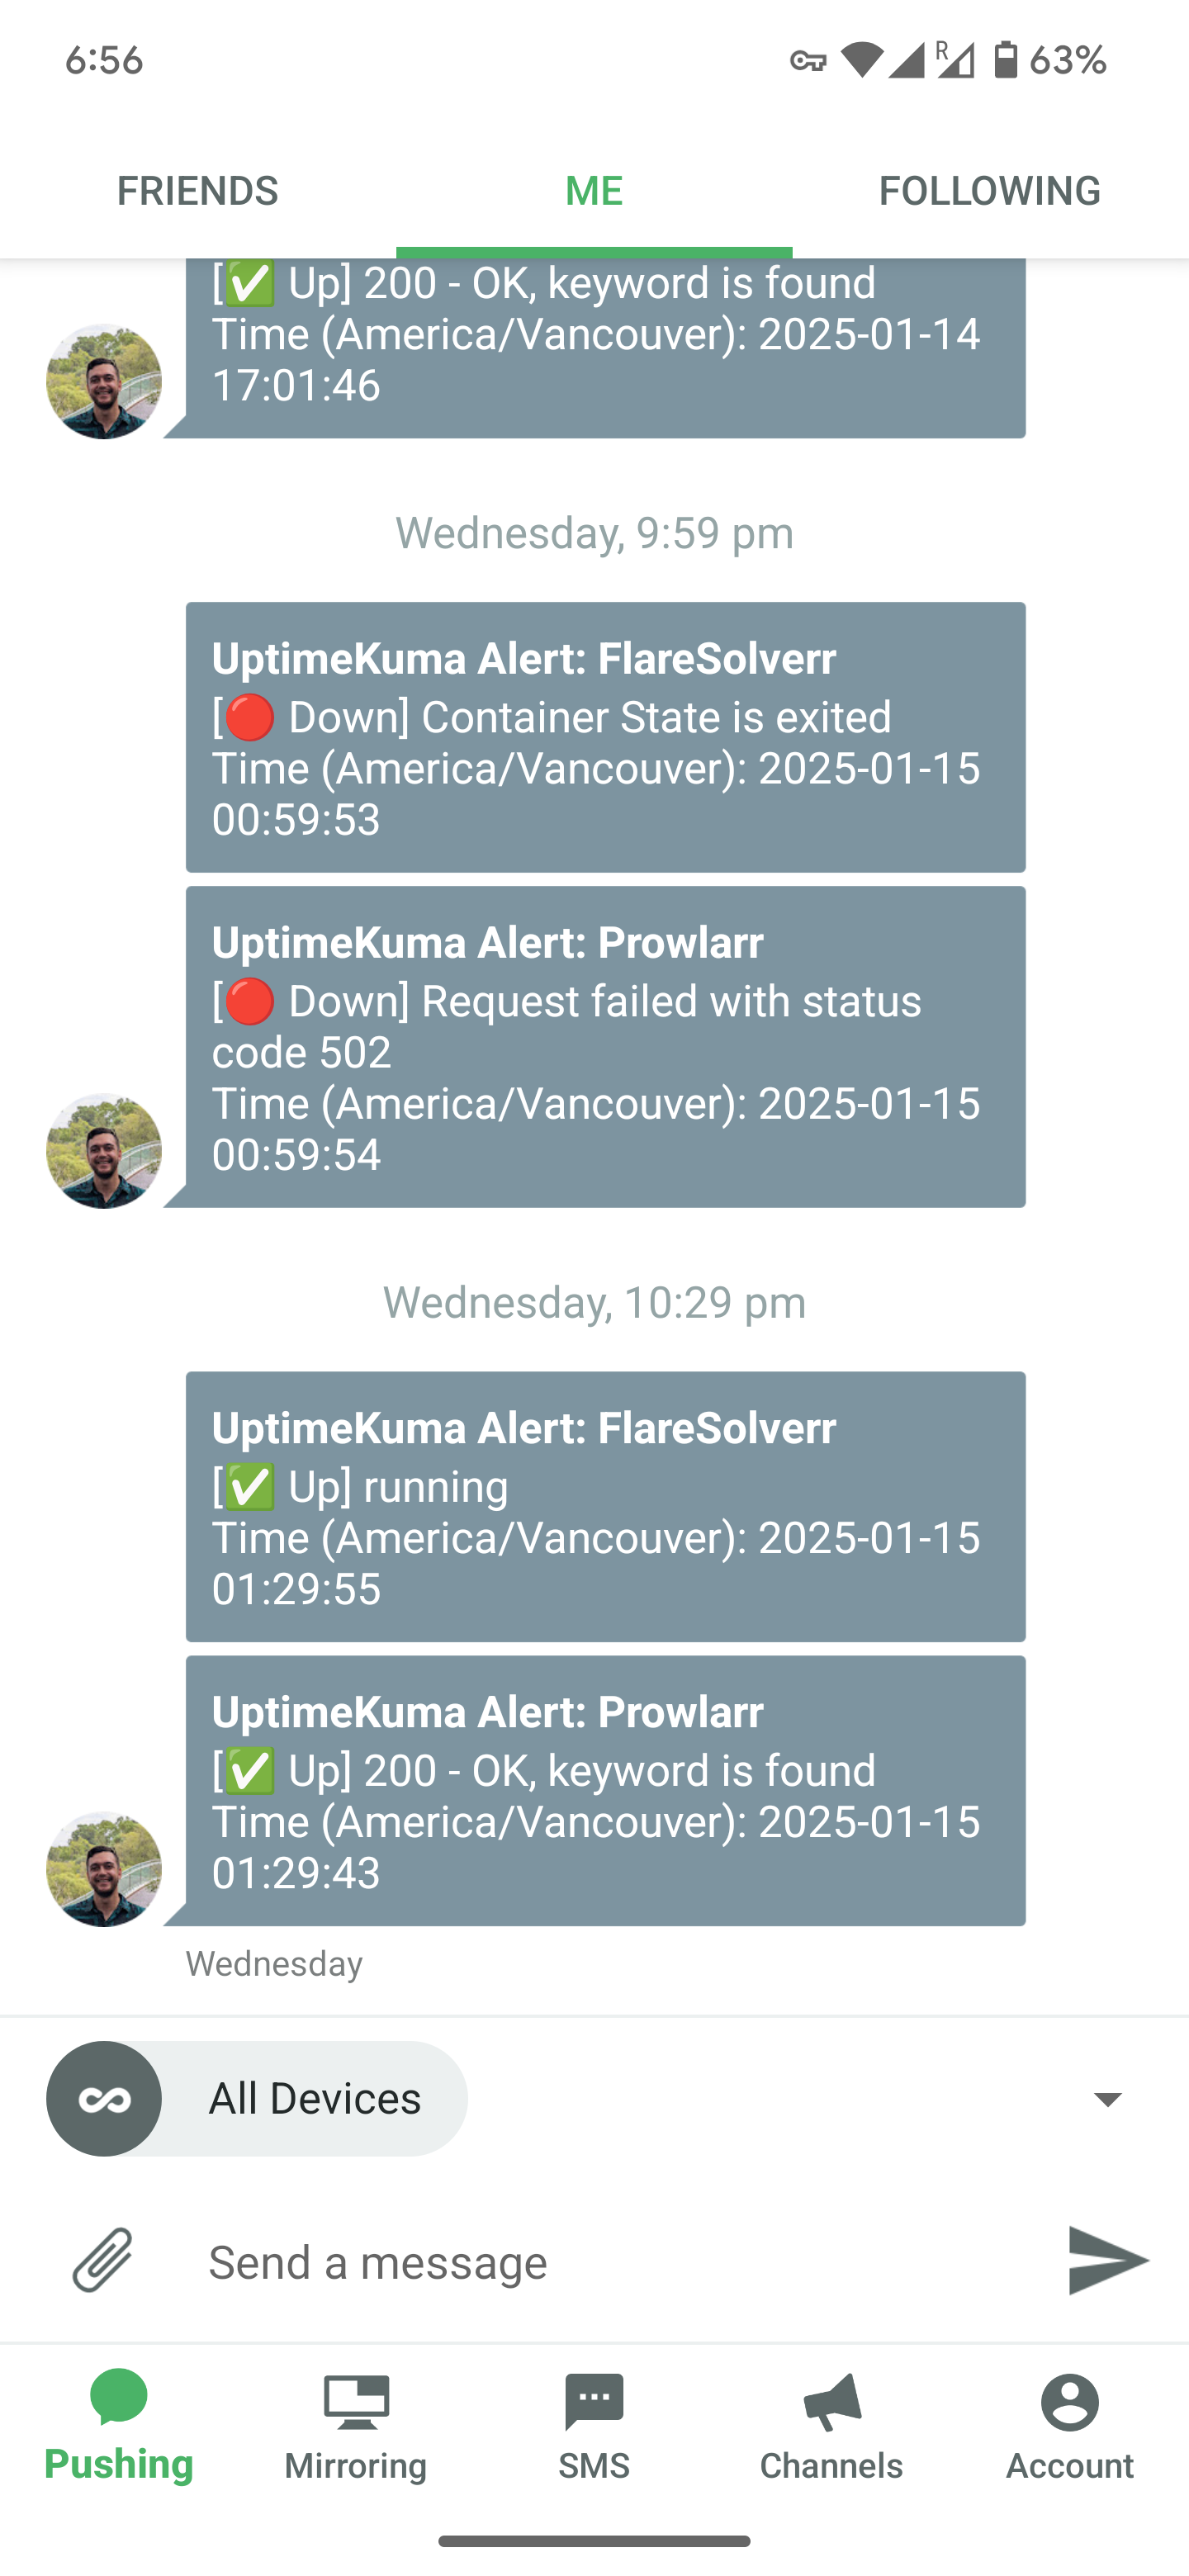 6:56
R 63%
FRIENDS ME FOLLOWING
[✅ Up] 200 - OK, keyword is found
Time (America/Vancouver): 2025-01-14
17:01:46
Wednesday, 9:59 pm
UptimeKuma Alert: FlareSolverr
[🔴 Down] Container State is exited
Time (America/Vancouver): 2025-01-15
00:59:53
UptimeKuma Alert: Prowlarr
[🔴 Down] Request failed with status
code 502
Time (America/Vancouver): 2025-01-15
00:59:54
Wednesday, 10:29 pm
UptimeKuma Alert: FlareSolverr
[✅ Up] running
Time (America/Vancouver): 2025-01-15
01:29:55
UptimeKuma Alert: Prowlarr
[✅ Up] 200 - OK, keyword is found
Time (America/Vancouver): 2025-01-15
01:29:43
Wednesday
All Devices
Send a message
Pushing Mirroring SMS Channels Account